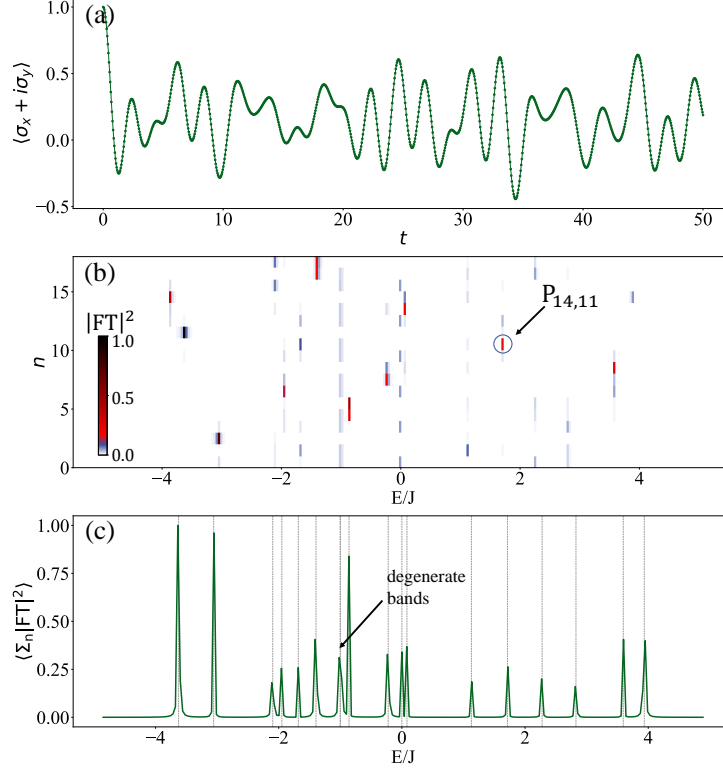 (a)
1.0
0.5
0.0
−0.5
⟨σx + iσy⟩
0 10 20 30 40 50
t
(b)
15
10
5
0
n
|FT|²
1.0
0.5
0.0
P14,11
−4 −2 0 2 4
E/J
(c)
1.00
0.75
0.50
0.25
0.00
⟨Σn|FT|²⟩
degenerate
bands
−4 −2 0 2 4
E/J